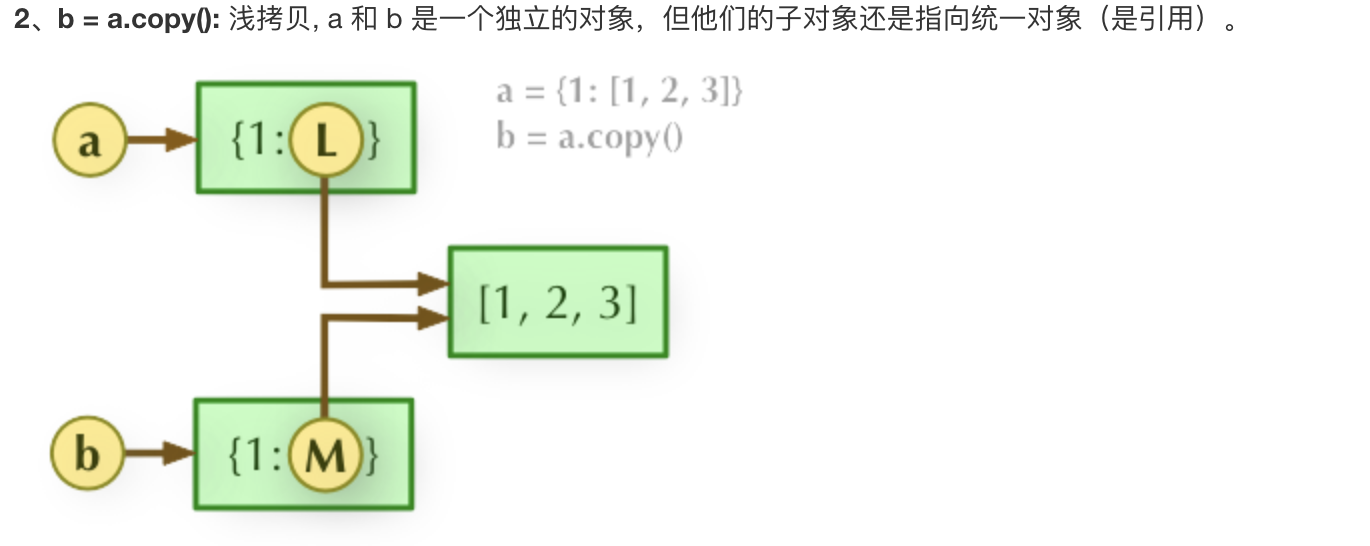 2、b = a.copy(): 浅拷贝, a 和 b 是一个独立的对象，但他们的子对象还是指向统一对象（是引用）。
a = {1: [1, 2, 3]}
b = a.copy()
a
{1: L }
[1, 2, 3]
b
{1: M }